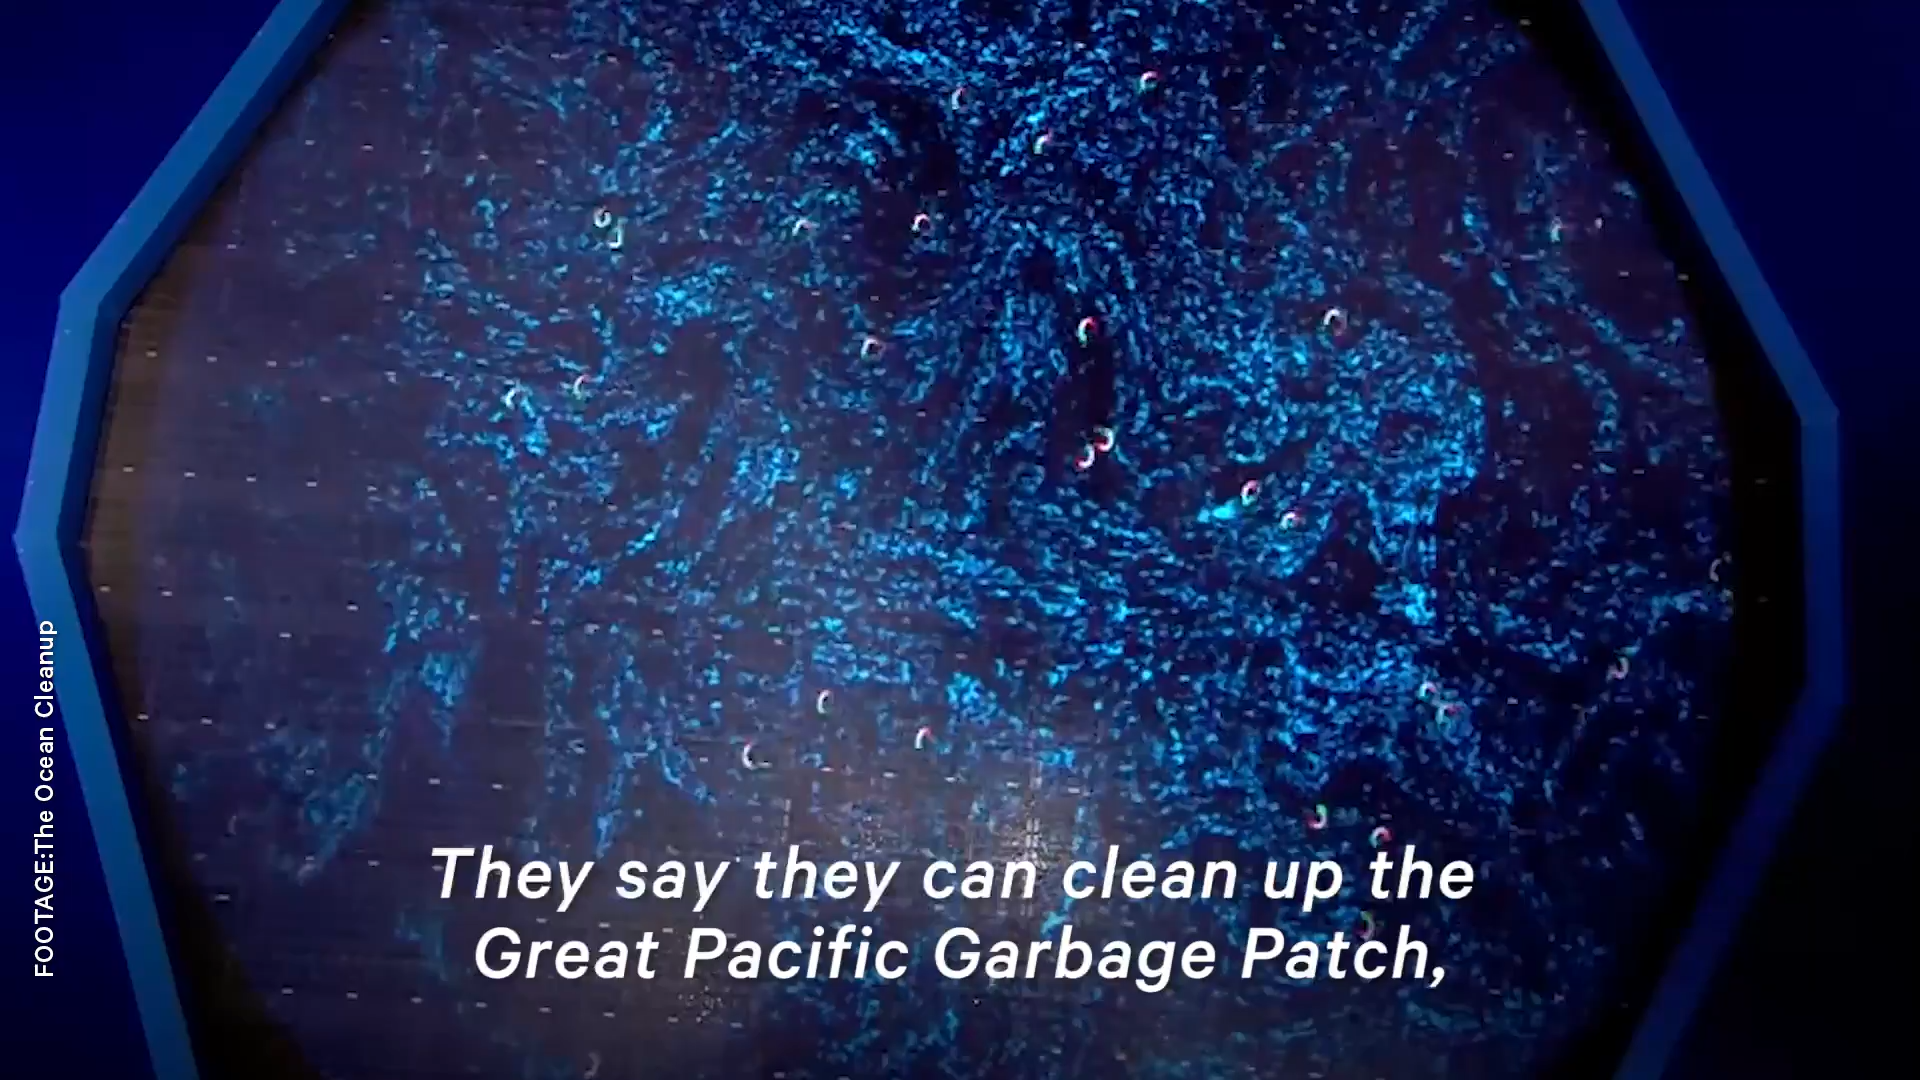 FOOTAGE:The Ocean Cleanup
They say they can clean up the
Great Pacific Garbage Patch,